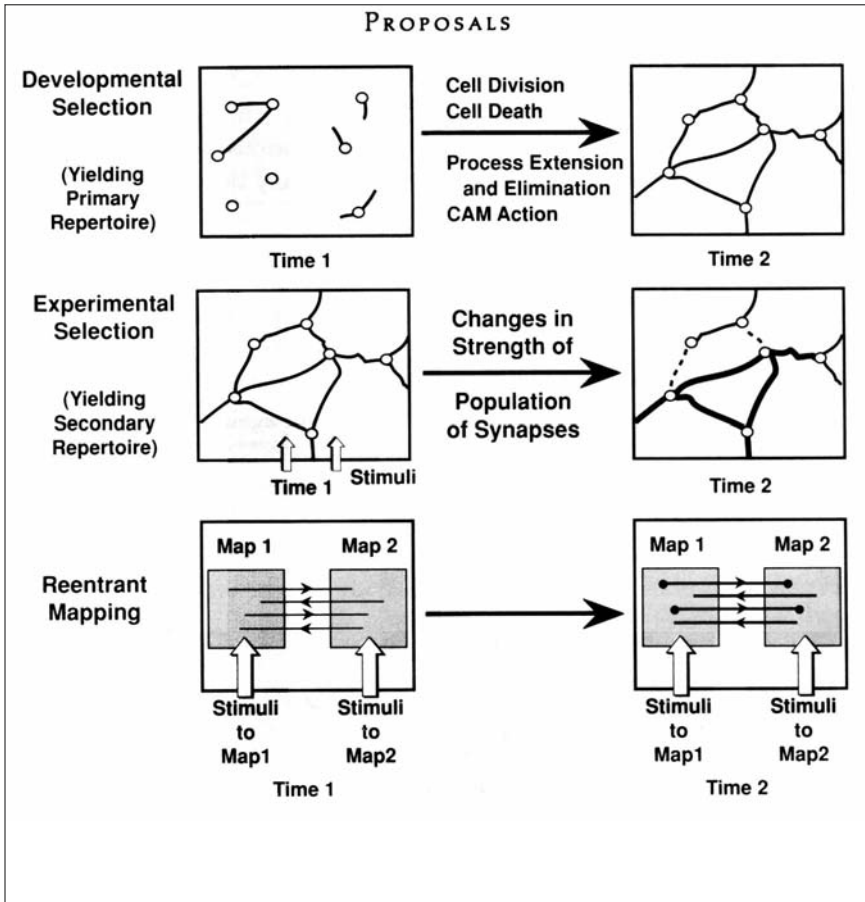 PROPOSALS
Developmental
Selection
(Yielding
Primary
Repertoire)
Time 1
Cell Division
Cell Death
Process Extension
and Elimination
CAM Action
Time 2
Experimental
Selection
(Yielding
Secondary
Repertoire)
Time 1
Stimuli
Changes in
Strength of
Population
of Synapses
Time 2
Reentrant
Mapping
Map 1
Map 2
Stimuli
to
Map1
Stimuli
to
Map2
Time 1
Map 1
Map 2
Stimuli
to
Map1
Stimuli
to
Map2
Time 2